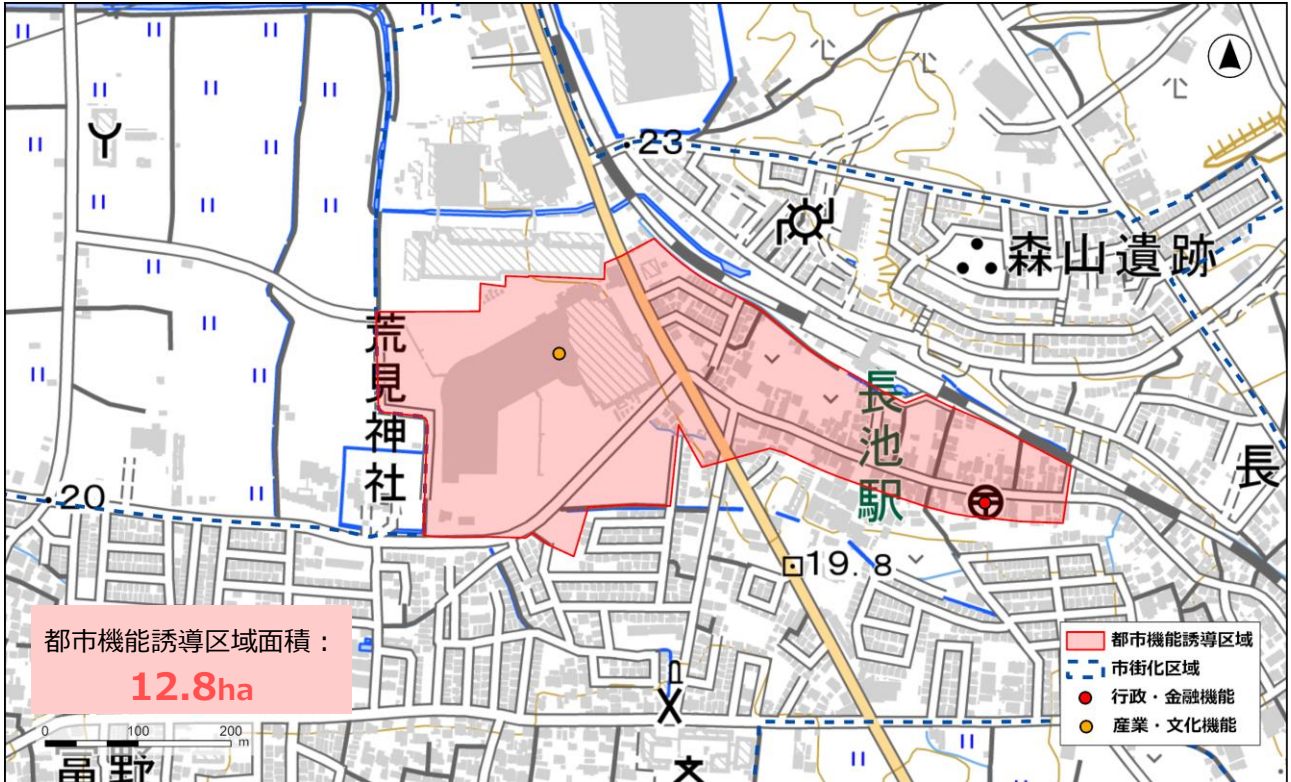 23
森山遺跡
荒見神社
長池駅
長
20
19.8
都市機能誘導区域面積：
12.8ha
都市機能誘導区域
市街化区域
行政・金融機能
産業・文化機能
0 100 200
m
富野